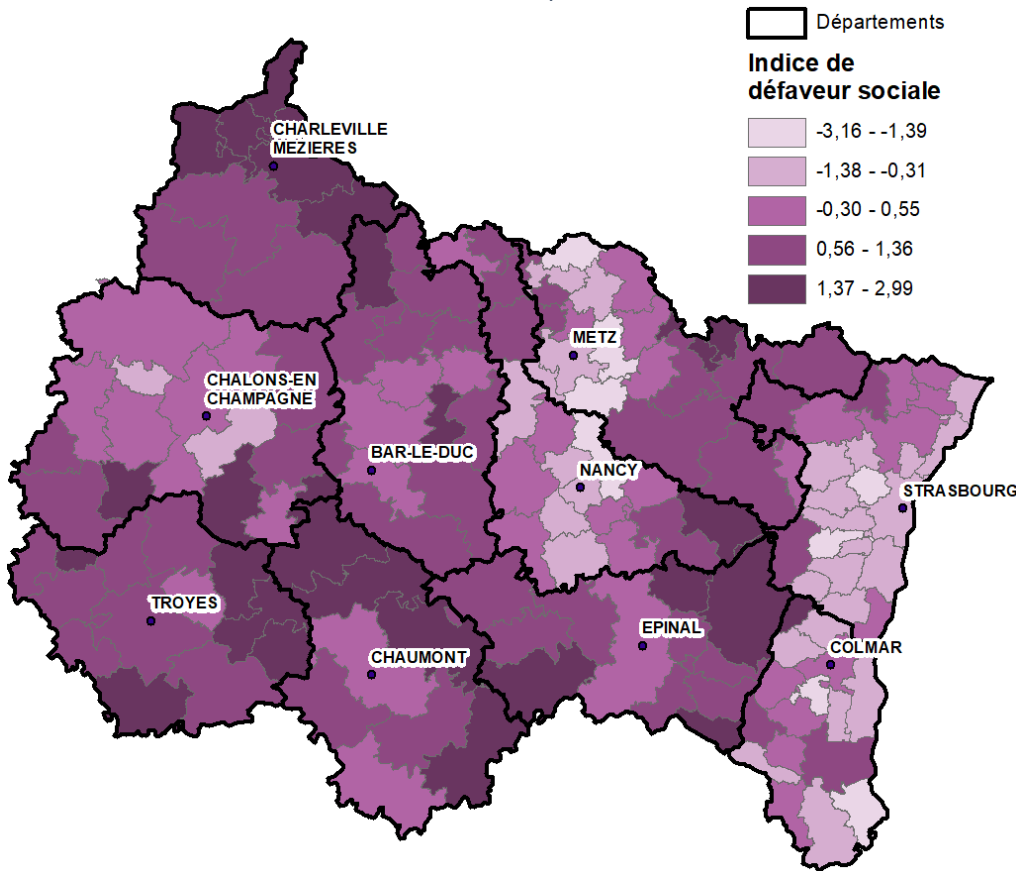 Départements
Indice de
défaveur sociale
-3,16 - -1,39
-1,38 - -0,31
-0,30 - 0,55
0,56 - 1,36
1,37 - 2,99
CHARLEVILLE
MEZIERES
METZ
CHALONS-EN
CHAMPAGNE
BAR-LE-DUC
NANCY
STRASBOURG
TROYES
CHAUMONT
EPINAL
COLMAR